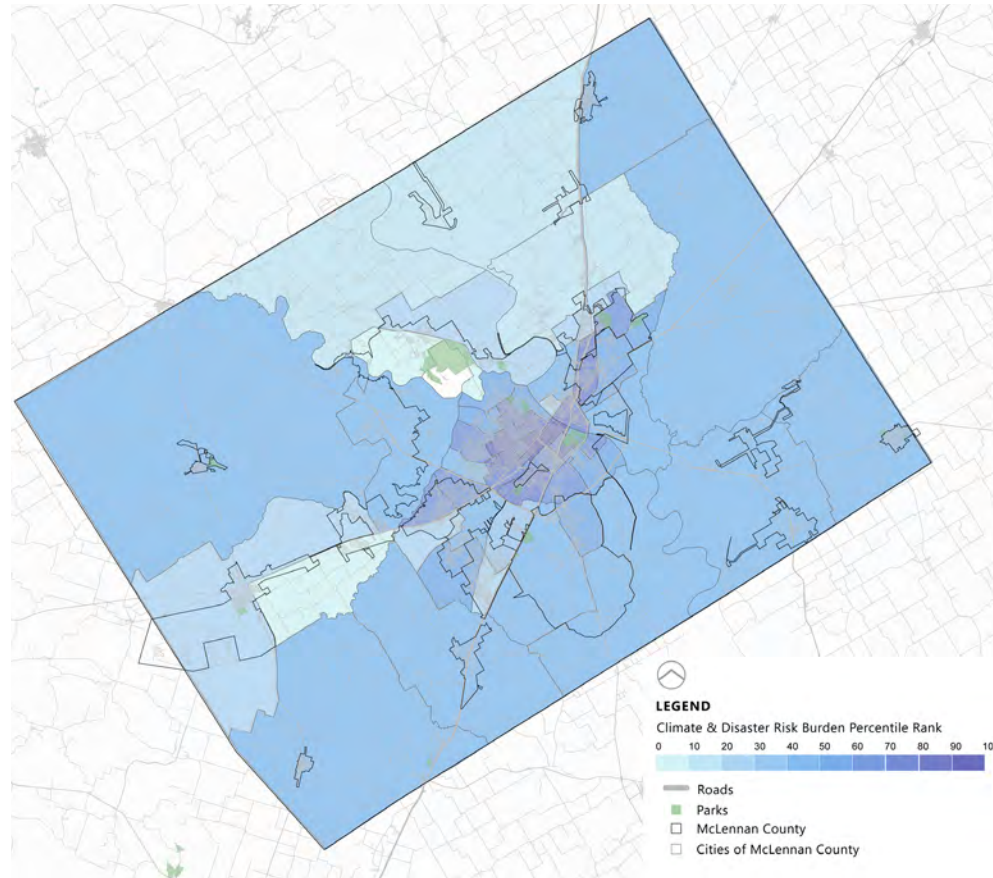 LEGEND
Climate & Disaster Risk Burden Percentile Rank
0 10 20 30 40 50 60 70 80 90 10
Roads
Parks
McLennan County
Cities of McLennan County